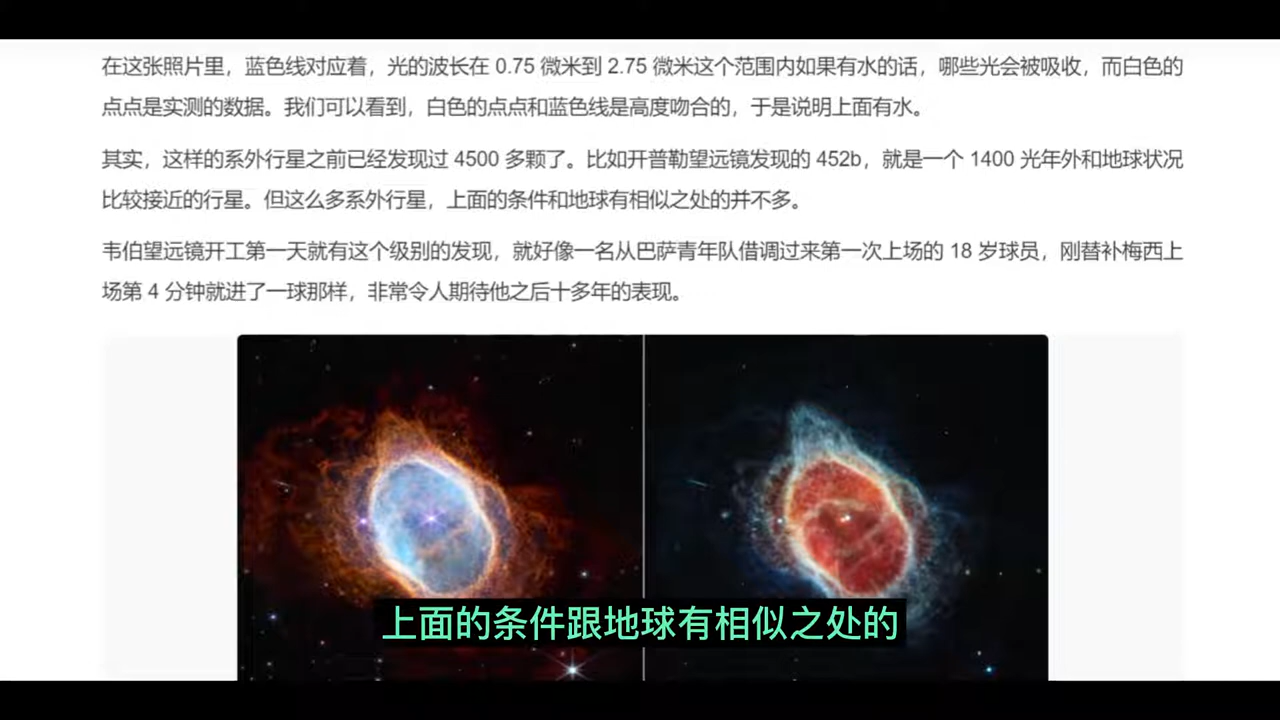 在这张照片里，蓝色线对应着，光的波长在 0.75 微米到 2.75 微米这个范围内如果有水的话，哪些光会被吸收，而白色的
点点是实测的数据。我们可以看到，白色的点点和蓝色线是高度吻合的，于是说明上面有水。
其实，这样的系外行星之前已经发现过 4500 多颗了。比如开普勒望远镜发现的 452b，就是一个 1400 光年外和地球状况
比较接近的行星。但这么多系外行星，上面的条件和地球有相似之处的并不多。
韦伯望远镜开工第一天就有这个级别的发现，就好像一名从巴萨青年队借调过来第一次上场的 18 岁球员，刚替补梅西上
场第 4 分钟就进了一球那样，非常令人期待他之后十多年的表现。
上面的条件跟地球有相似之处的